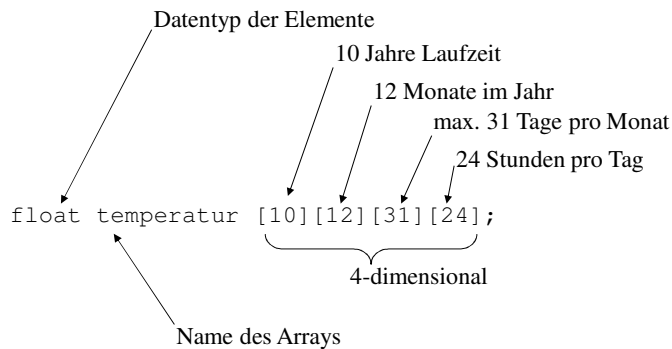 Datentyp der Elemente
10 Jahre Laufzeit
12 Monate im Jahr
max. 31 Tage pro Monat
24 Stunden pro Tag
float temperatur [10][12][31][24];
4-dimensional
Name des Arrays